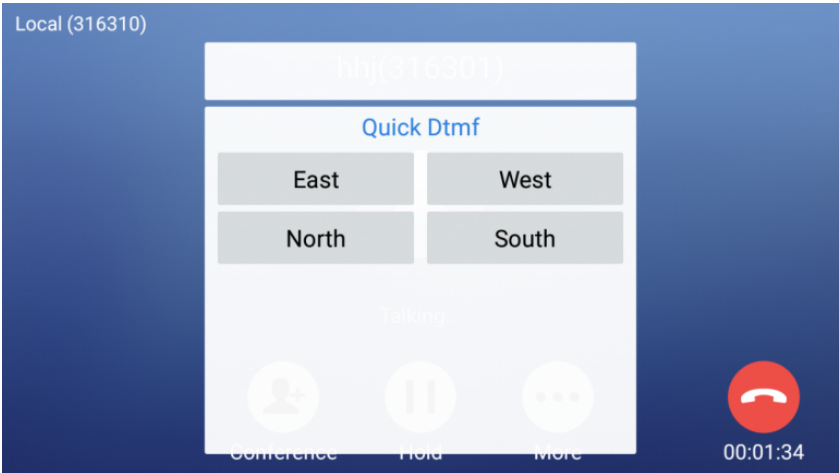 Local (316310)
hhj(316301)
Quick Dtmf
East West
North South
Talking...
Conference Hold More
00:01:34